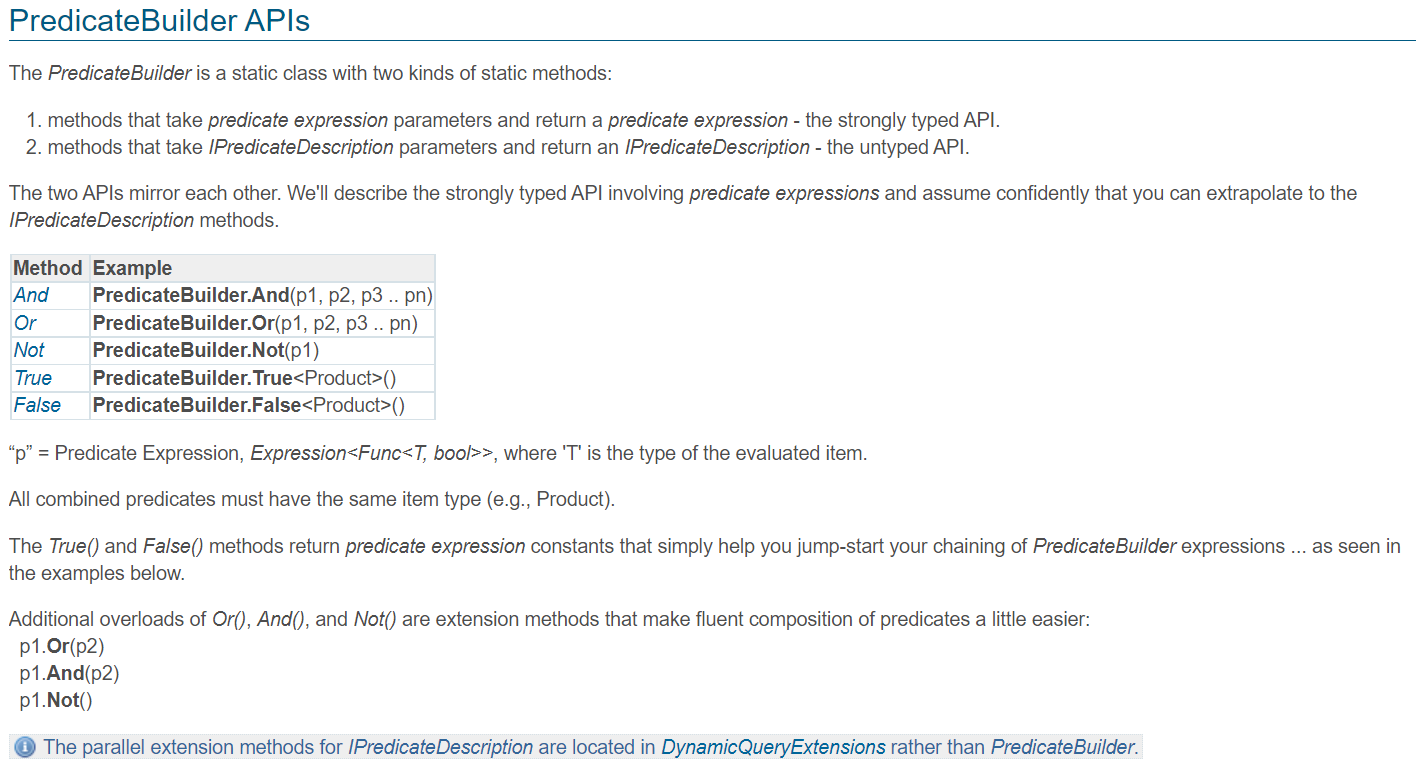 PredicateBuilder APIs
The PredicateBuilder is a static class with two kinds of static methods:
1. methods that take predicate expression parameters and return a predicate expression - the strongly typed API.
2. methods that take IPredicateDescription parameters and return an IPredicateDescription - the untyped API.
The two APIs mirror each other. We'll describe the strongly typed API involving predicate expressions and assume confidently that you can extrapolate to the
IPredicateDescription methods.
Method Example
And PredicateBuilder.And(p1, p2, p3 .. pn)
Or PredicateBuilder.Or(p1, p2, p3 .. pn)
Not PredicateBuilder.Not(p1)
True PredicateBuilder.True<Product>()
False PredicateBuilder.False<Product>()
“p” = Predicate Expression, Expression<Func<T, bool>>, where 'T' is the type of the evaluated item.
All combined predicates must have the same item type (e.g., Product).
The True() and False() methods return predicate expression constants that simply help you jump-start your chaining of PredicateBuilder expressions ... as seen in
the examples below.
Additional overloads of Or(), And(), and Not() are extension methods that make fluent composition of predicates a little easier:
p1.Or(p2)
p1.And(p2)
p1.Not()
The parallel extension methods for IPredicateDescription are located in DynamicQueryExtensions rather than PredicateBuilder.